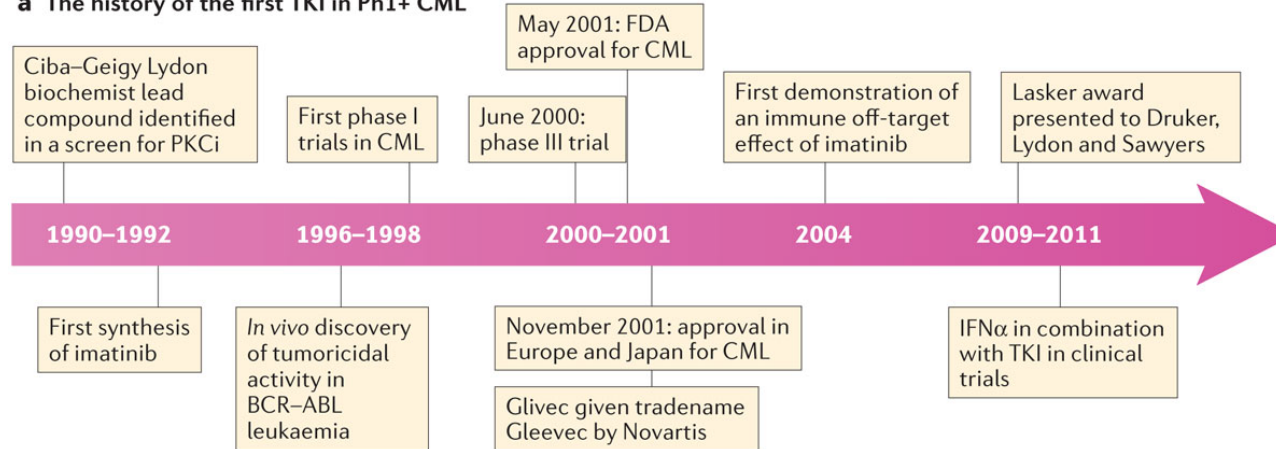 a The history of the first TKI in Ph1+ CML
May 2001: FDA
approval for CML
Ciba–Geigy Lydon
biochemist lead
compound identified
in a screen for PKCi
First phase I
trials in CML
June 2000:
phase III trial
First demonstration of
an immune off-target
effect of imatinib
Lasker award
presented to Druker,
Lydon and Sawyers
1990–1992
1996–1998
2000–2001
2004
2009–2011
First synthesis
of imatinib
In vivo discovery
of tumoricidal
activity in
BCR–ABL
leukaemia
November 2001: approval in
Europe and Japan for CML
Glivec given tradename
Gleevec by Novartis
IFNα in combination
with TKI in clinical
trials